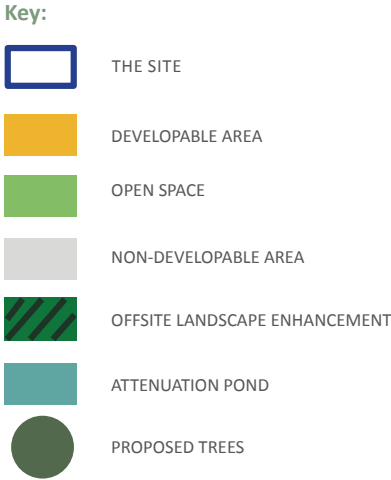 Key:
THE SITE
DEVELOPABLE AREA
OPEN SPACE
NON-DEVELOPABLE AREA
OFFSITE LANDSCAPE ENHANCEMENT
ATTENUATION POND
PROPOSED TREES